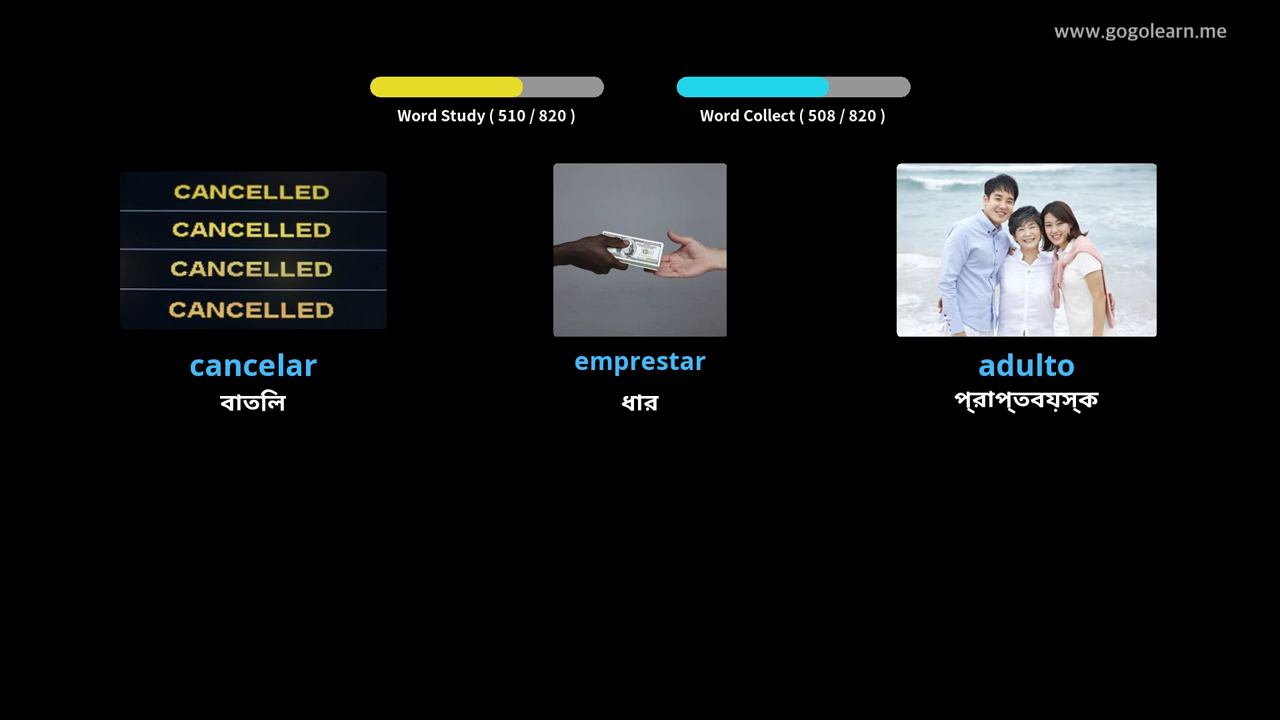 www.gogolearn.me
Word Study ( 510 / 820 )
Word Collect ( 508 / 820 )
CANCELLED
CANCELLED
CANCELLED
CANCELLED
cancelar
emprestar
adulto
বাতিল
ধার
প্রাপ্তবয়স্ক